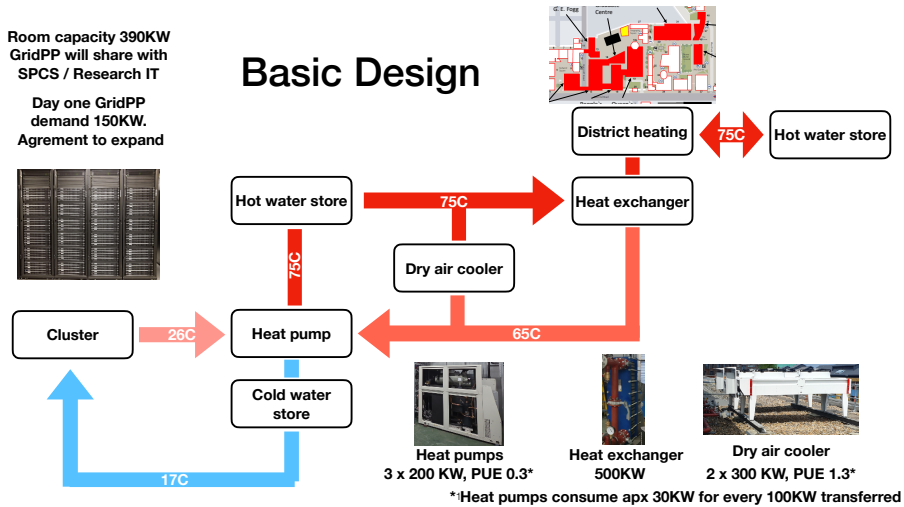 Room capacity 390KW
GridPP will share with
SPCS / Research IT
Day one GridPP
demand 150KW.
Agrement to expand
Basic Design
G. E. Fogg
Centre
District heating
75C
Hot water store
Hot water store
75C
Heat exchanger
75C
Dry air cooler
Cluster
26C
Heat pump
65C
Cold water
store
17C
Heat pumps
3 x 200 KW, PUE 0.3*
Heat exchanger
500KW
Dry air cooler
2 x 300 KW, PUE 1.3*
*¹Heat pumps consume apx 30KW for every 100KW transferred